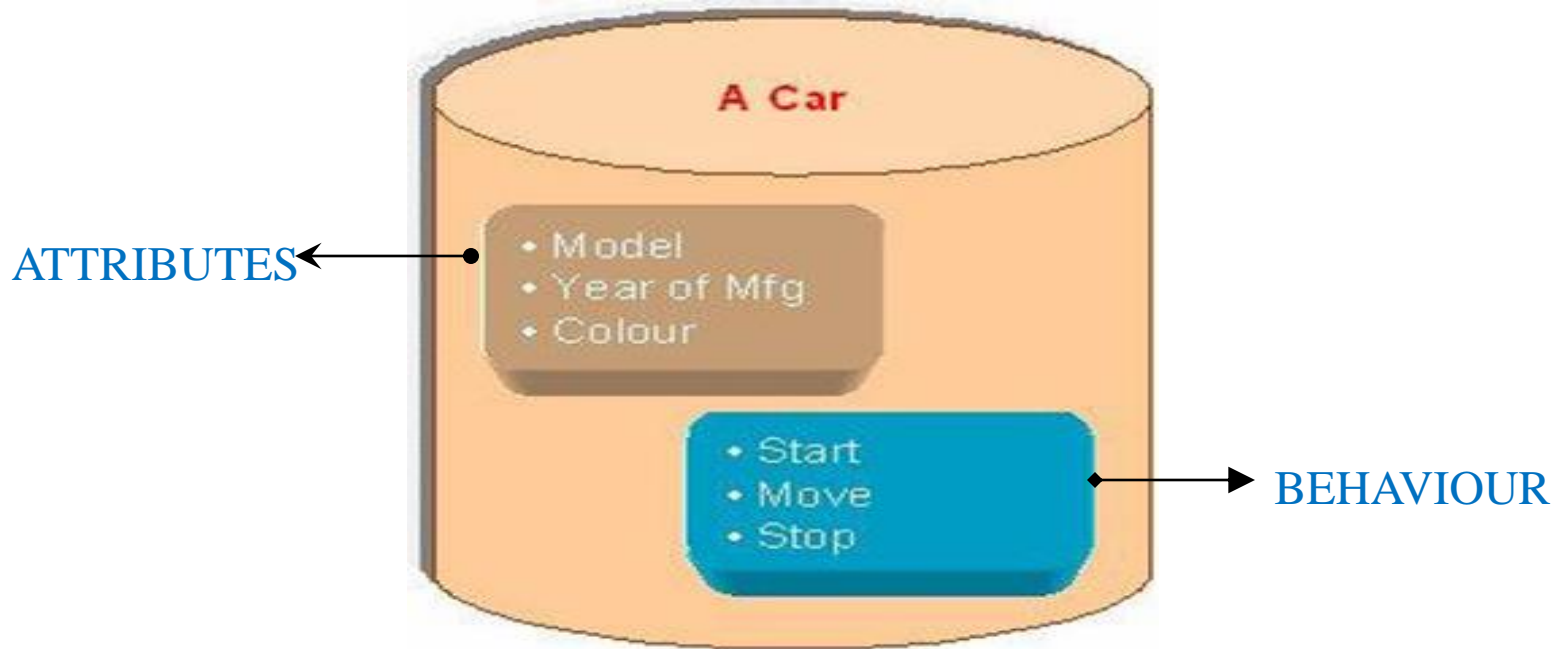 A Car
ATTRIBUTES
• Model
• Year of Mfg
• Colour
• Start
• Move
• Stop
BEHAVIOUR